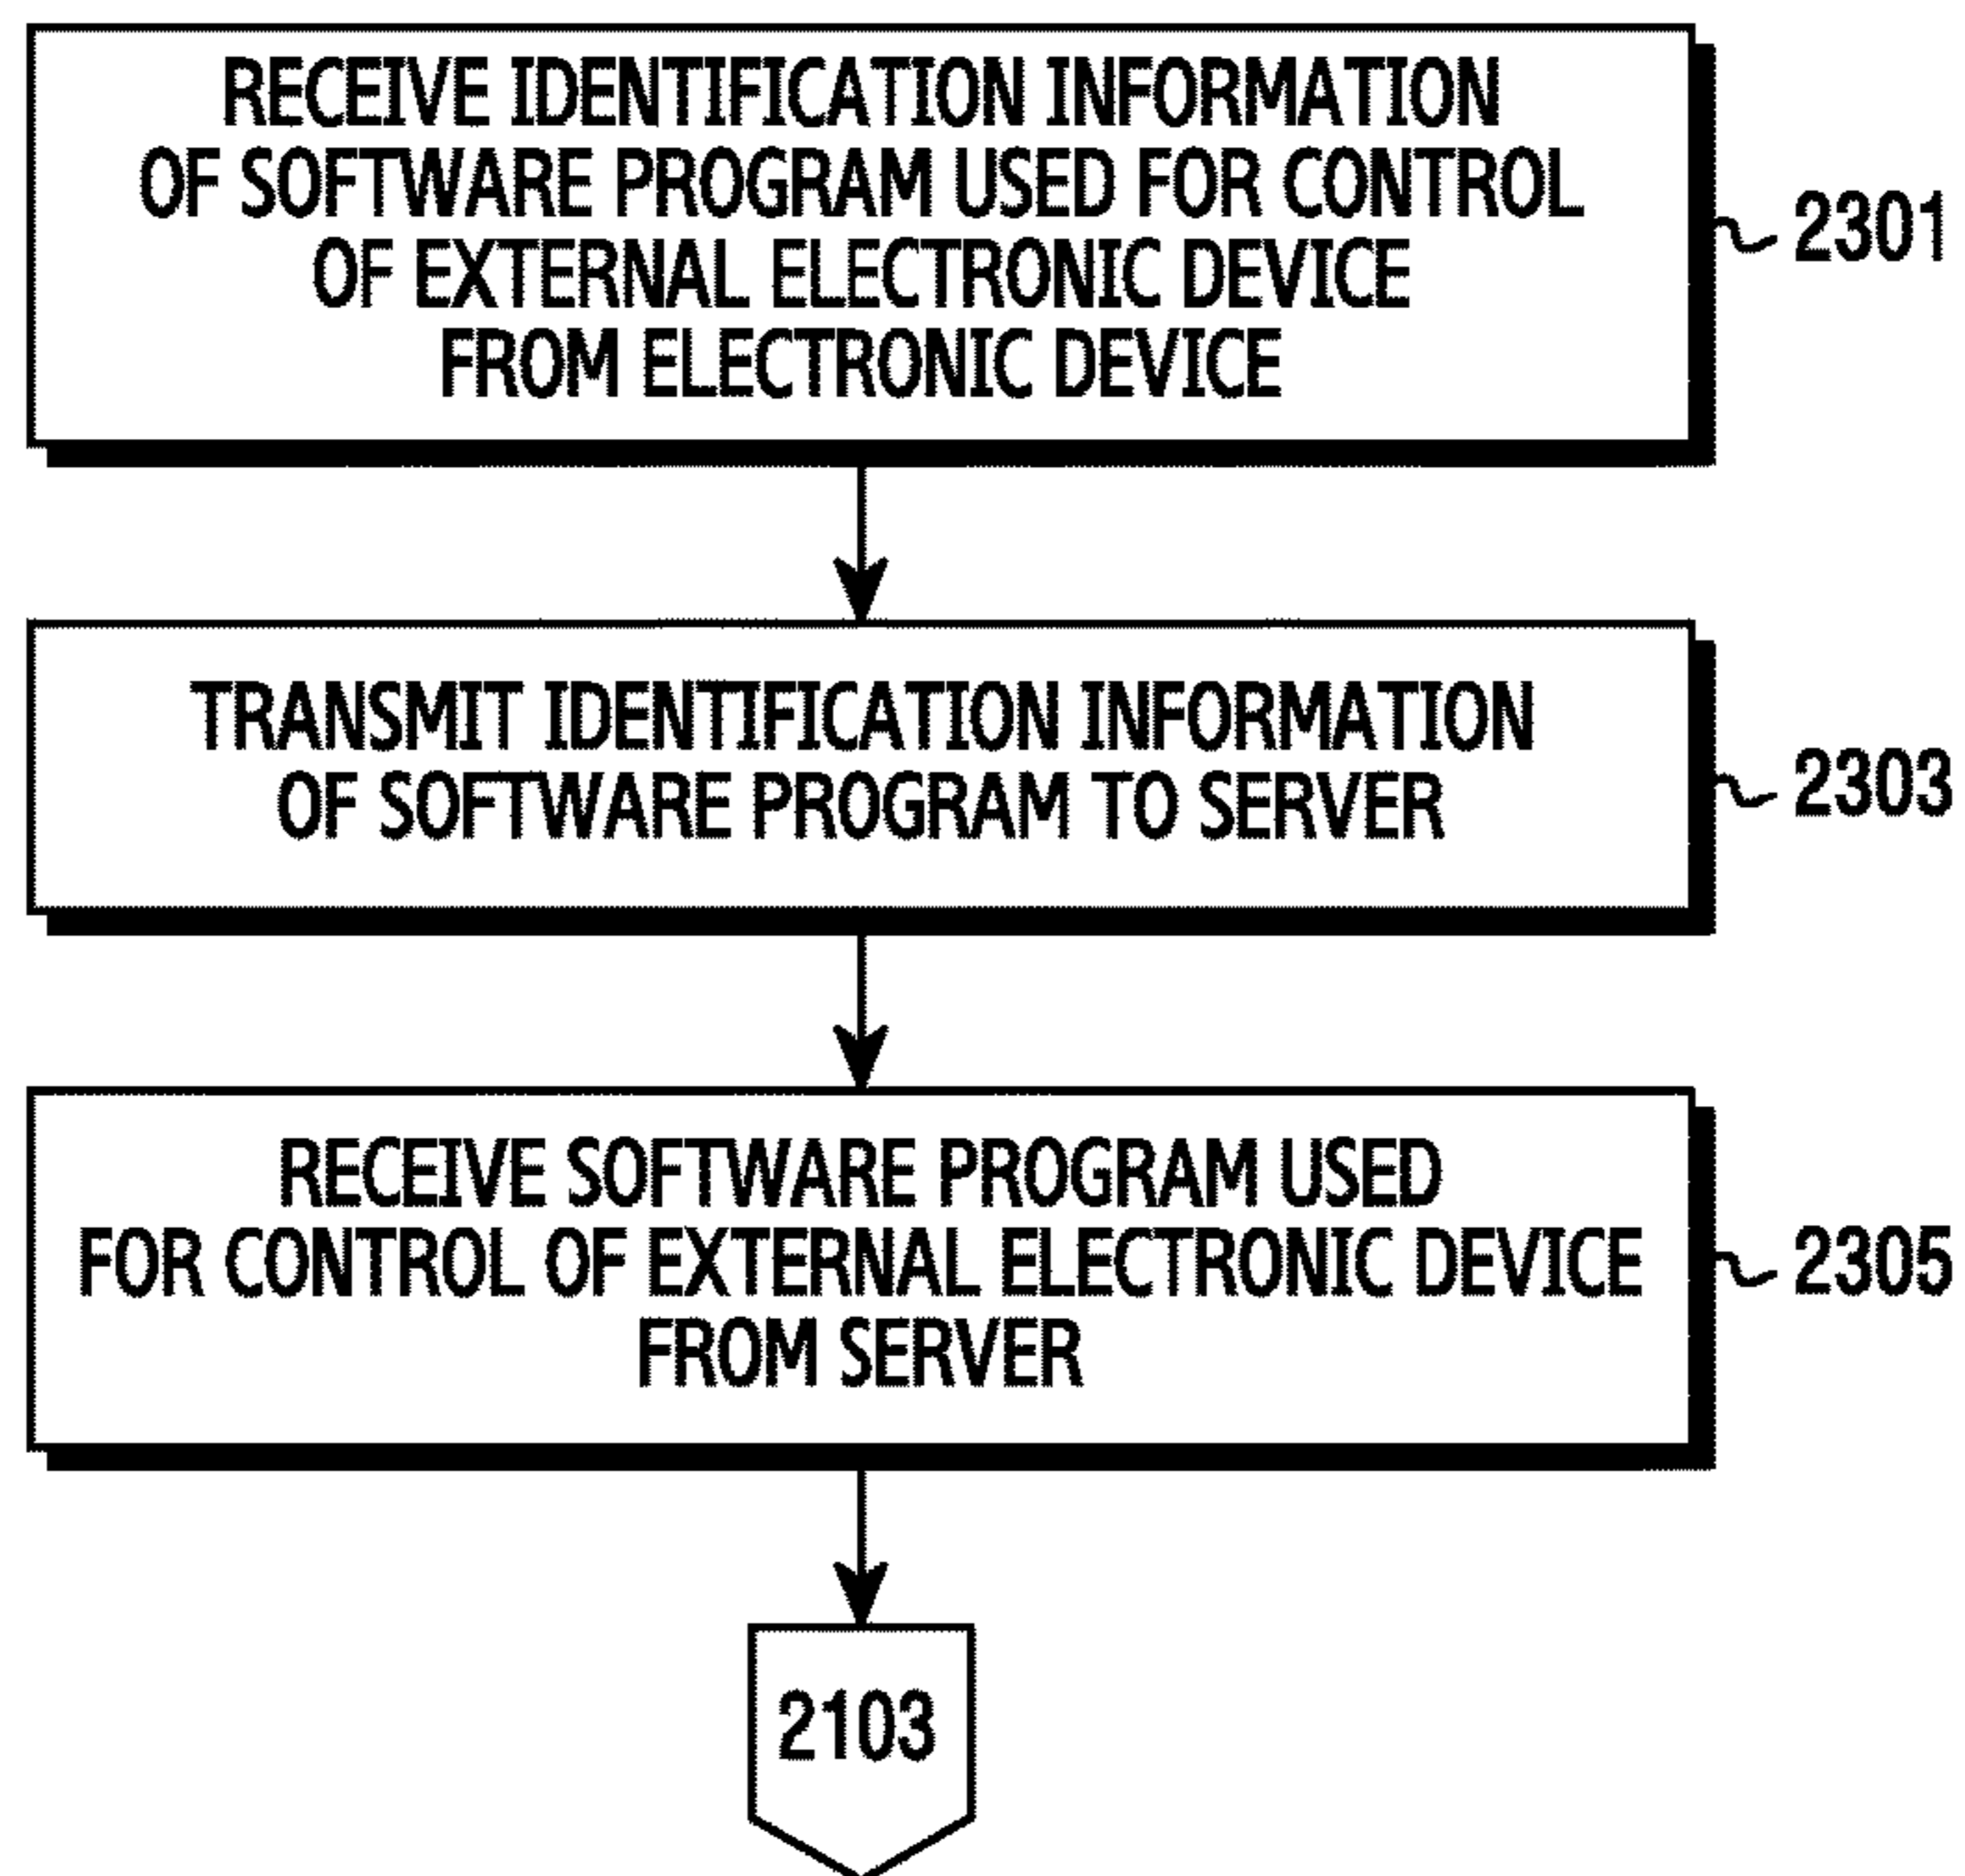 RECEIVE IDENTIFICATION INFORMATION
OF SOFTWARE PROGRAM USED FOR CONTROL
OF EXTERNAL ELECTRONIC DEVICE
FROM ELECTRONIC DEVICE
2301
TRANSMIT IDENTIFICATION INFORMATION
OF SOFTWARE PROGRAM TO SERVER
2303
RECEIVE SOFTWARE PROGRAM USED
FOR CONTROL OF EXTERNAL ELECTRONIC DEVICE
FROM SERVER
2305
2103